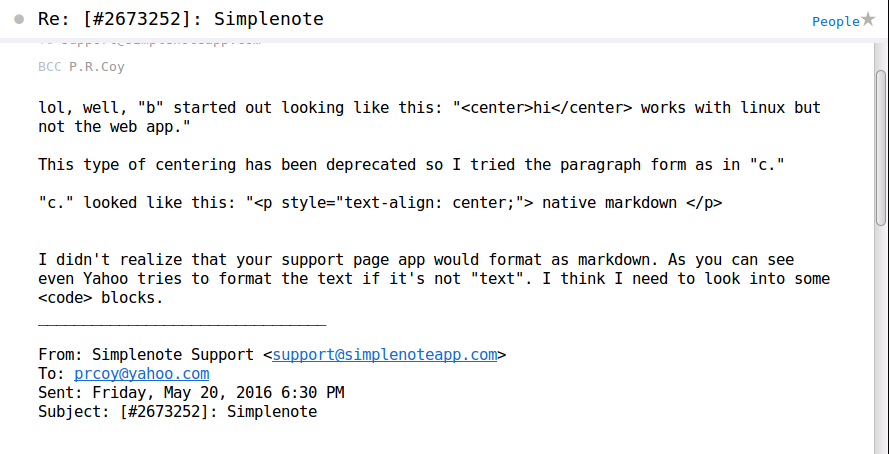 Re: [#2673252]: Simplenote
People
BCC P.R.Coy
lol, well, "b" started out looking like this: "<center>hi</center> works with linux but
not the web app."
This type of centering has been deprecated so I tried the paragraph form as in "c."
"c." looked like this: "<p style="text-align: center;"> native markdown </p>
I didn't realize that your support page app would format as markdown. As you can see
even Yahoo tries to format the text if it's not "text". I think I need to look into some
<code> blocks.
________________________________
From: Simplenote Support <support@simplenoteapp.com>
To: prcoy@yahoo.com
Sent: Friday, May 20, 2016 6:30 PM
Subject: [#2673252]: Simplenote